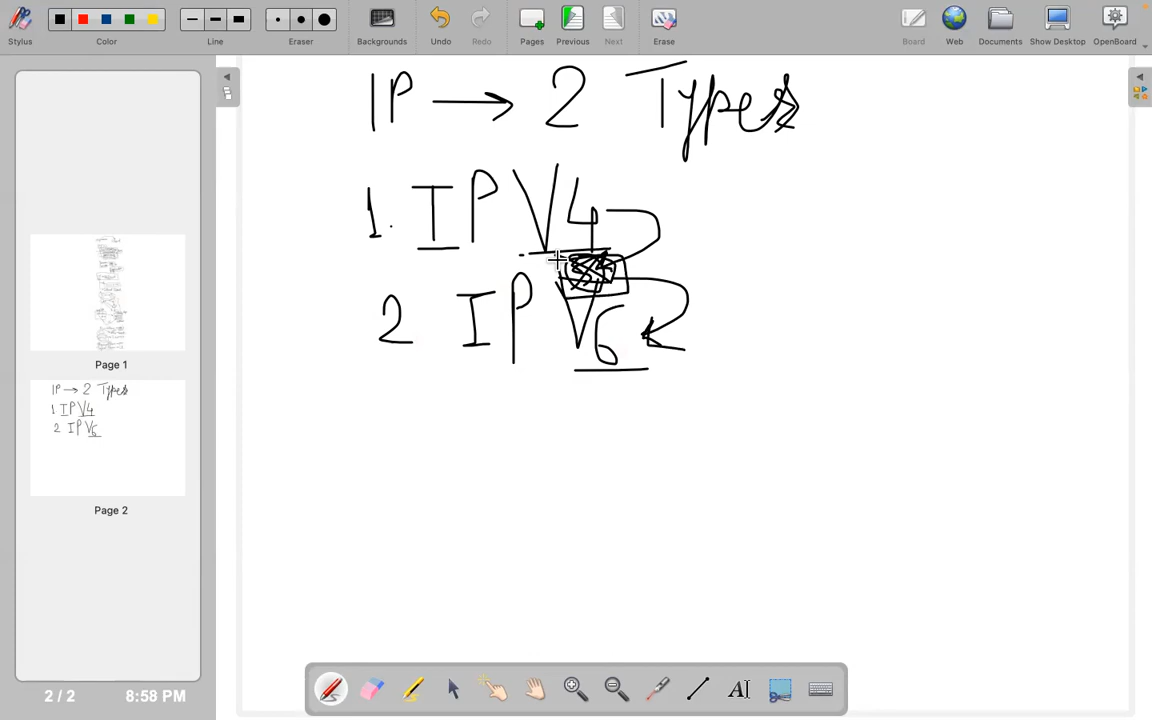 Stylus
Color
Line
Eraser
Backgrounds
Undo
Redo
Pages
Previous
Next
Erase
Board
Web
Documents
Show Desktop
OpenBoard
IP → 2 Types
1. IPV4
2 IPV6
Page 1
IP → 2 Types
1 IPV4
2 IPV6
Page 2
2 / 2
8:58 PM